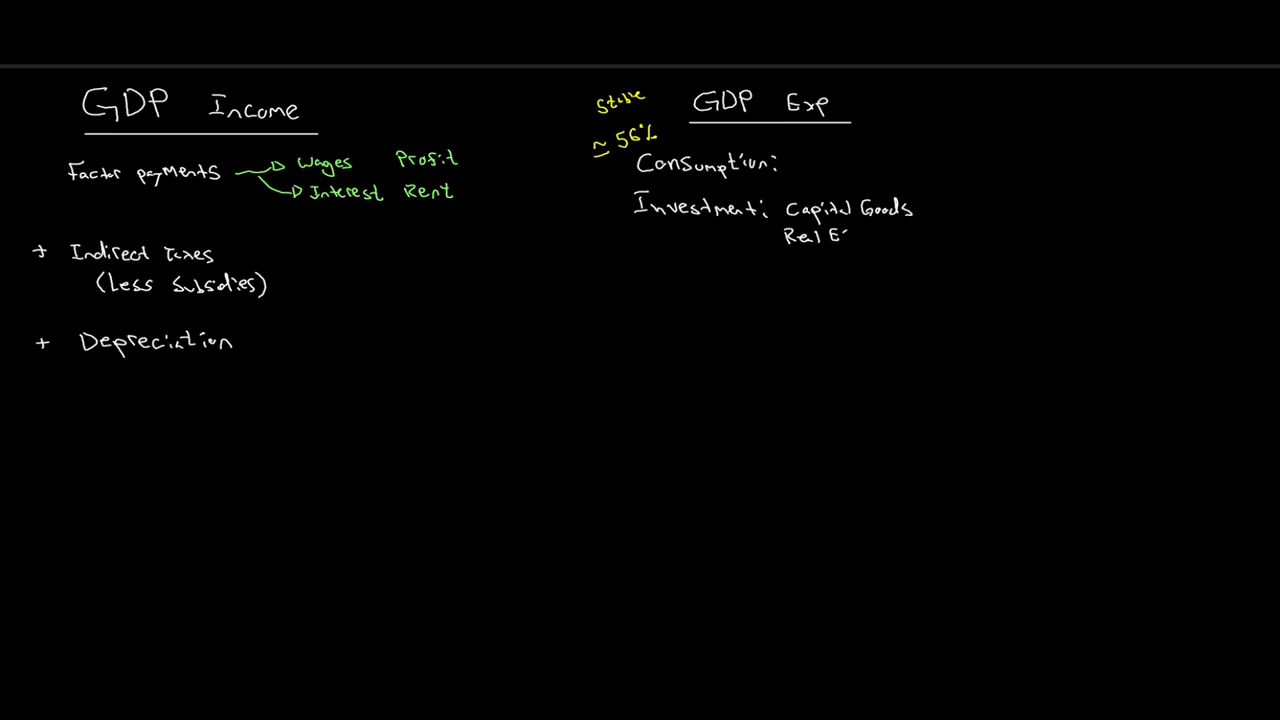 GDP Income
Factor payments → Wages Profit
→ Interest Rent
+ Indirect Taxes
(Less Subsidies)
+ Depreciation
Stable
≈ 56%
GDP Exp
Consumption:
Investment: Capital Goods
Real E